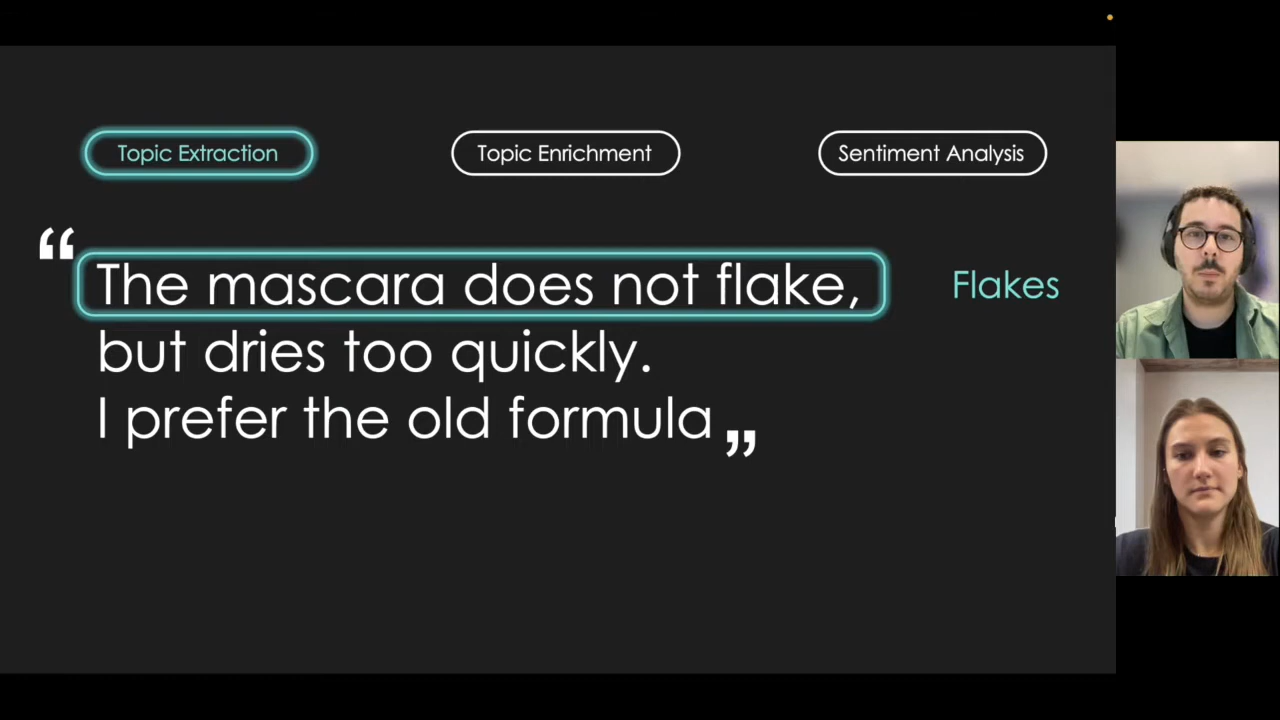 Topic Extraction
Topic Enrichment
Sentiment Analysis
“
The mascara does not flake,
Flakes
but dries too quickly.
I prefer the old formula ”